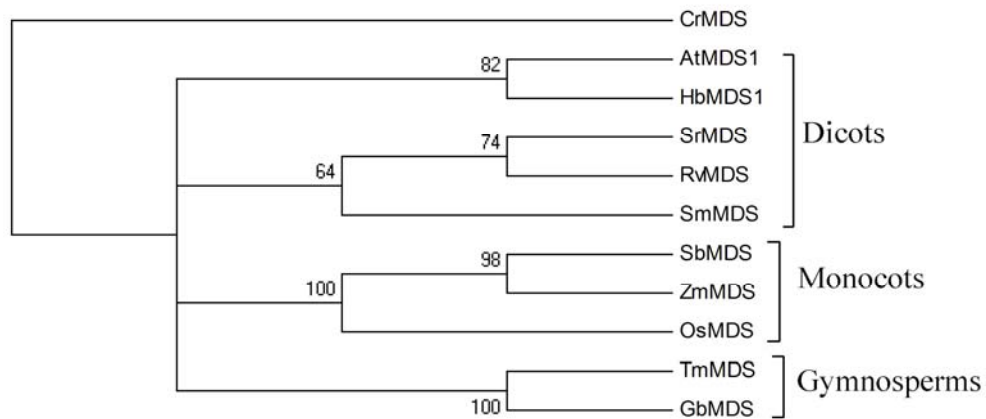 CrMDS
82
AtMDS1
HbMDS1
74
SrMDS
64
RvMDS
SmMDS
Dicots
98
SbMDS
100
ZmMDS
OsMDS
Monocots
TmMDS
100
GbMDS
Gymnosperms